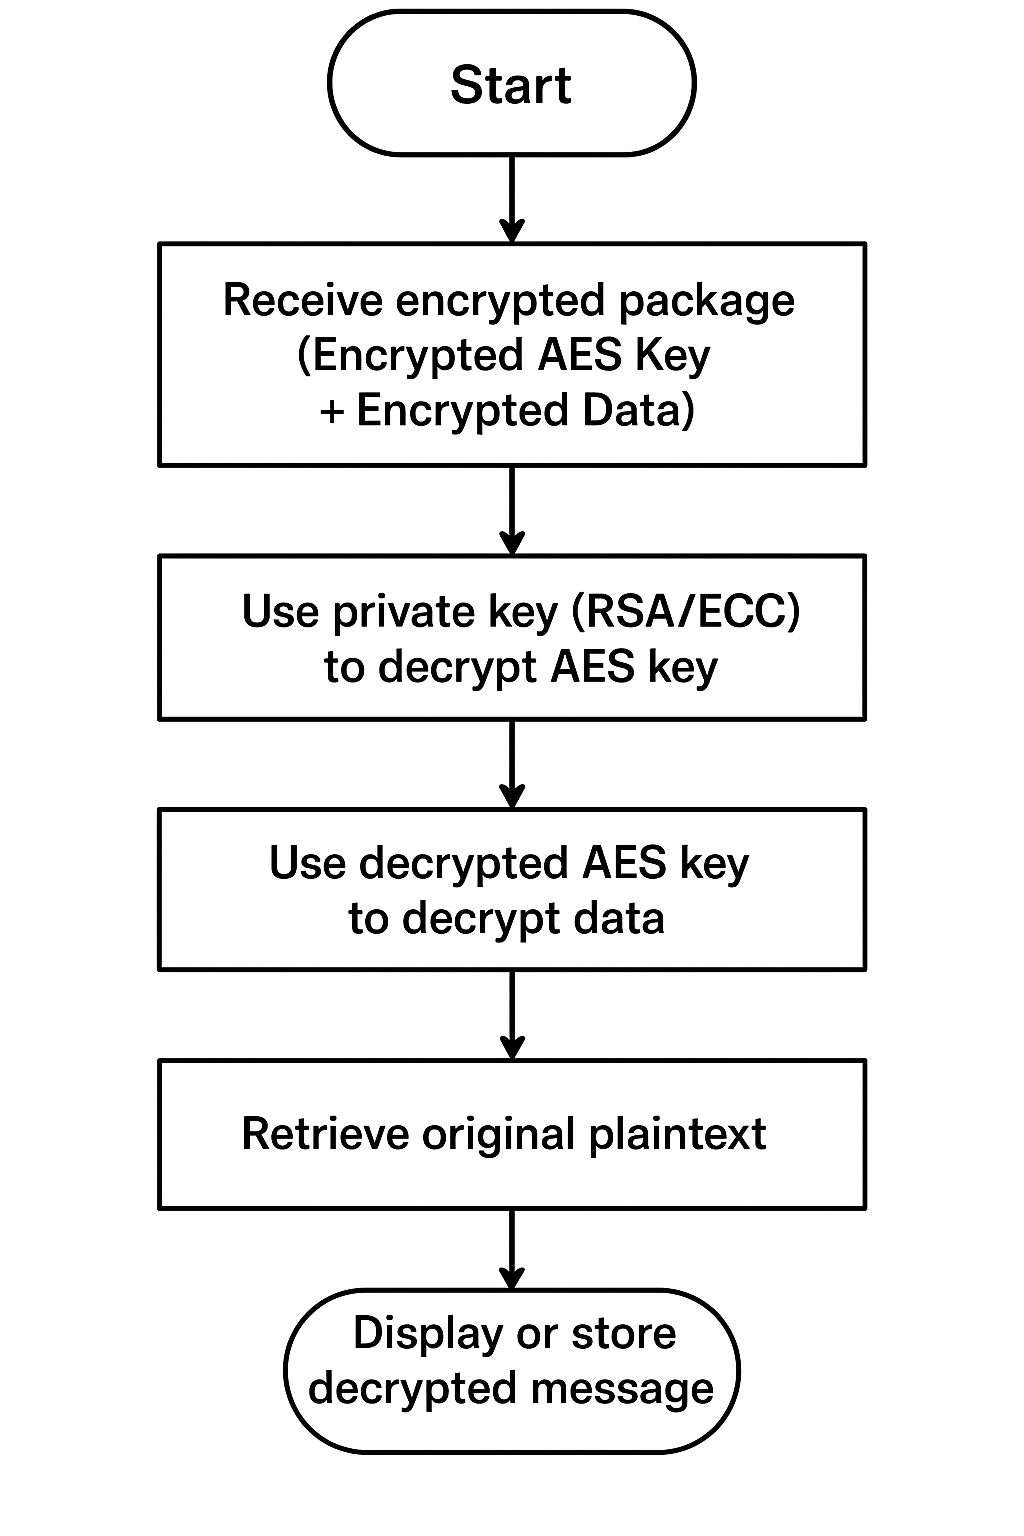 Start
Receive encrypted package
(Encrypted AES Key
+ Encrypted Data)
Use private key (RSA/ECC)
to decrypt AES key
Use decrypted AES key
to decrypt data
Retrieve original plaintext
Display or store
decrypted message